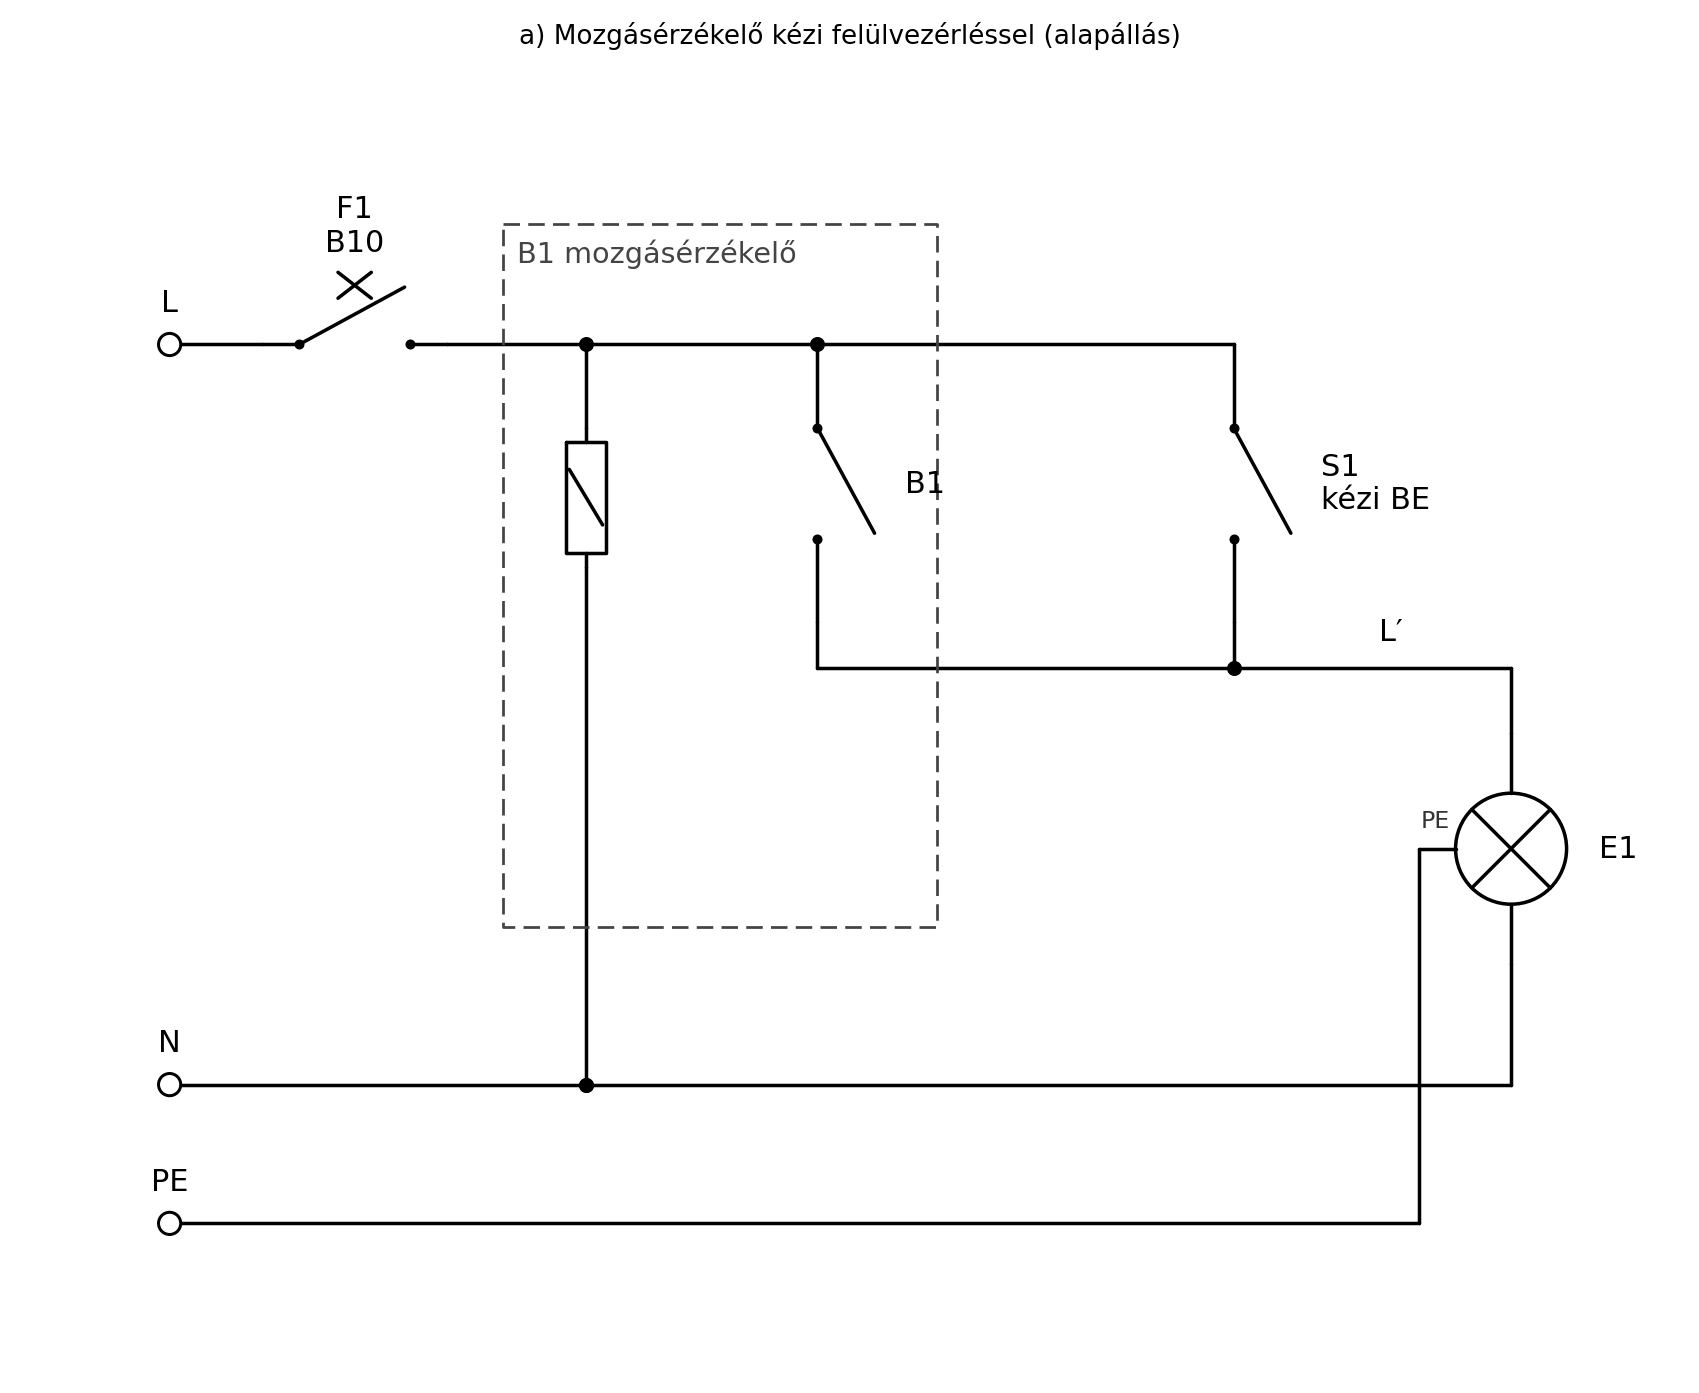 a) Mozgásérzékelő kézi felülvezérléssel (alapállás)
F1
B10
B1 mozgásérzékelő
L
B1
S1
kézi BE
L′
PE
E1
N
PE